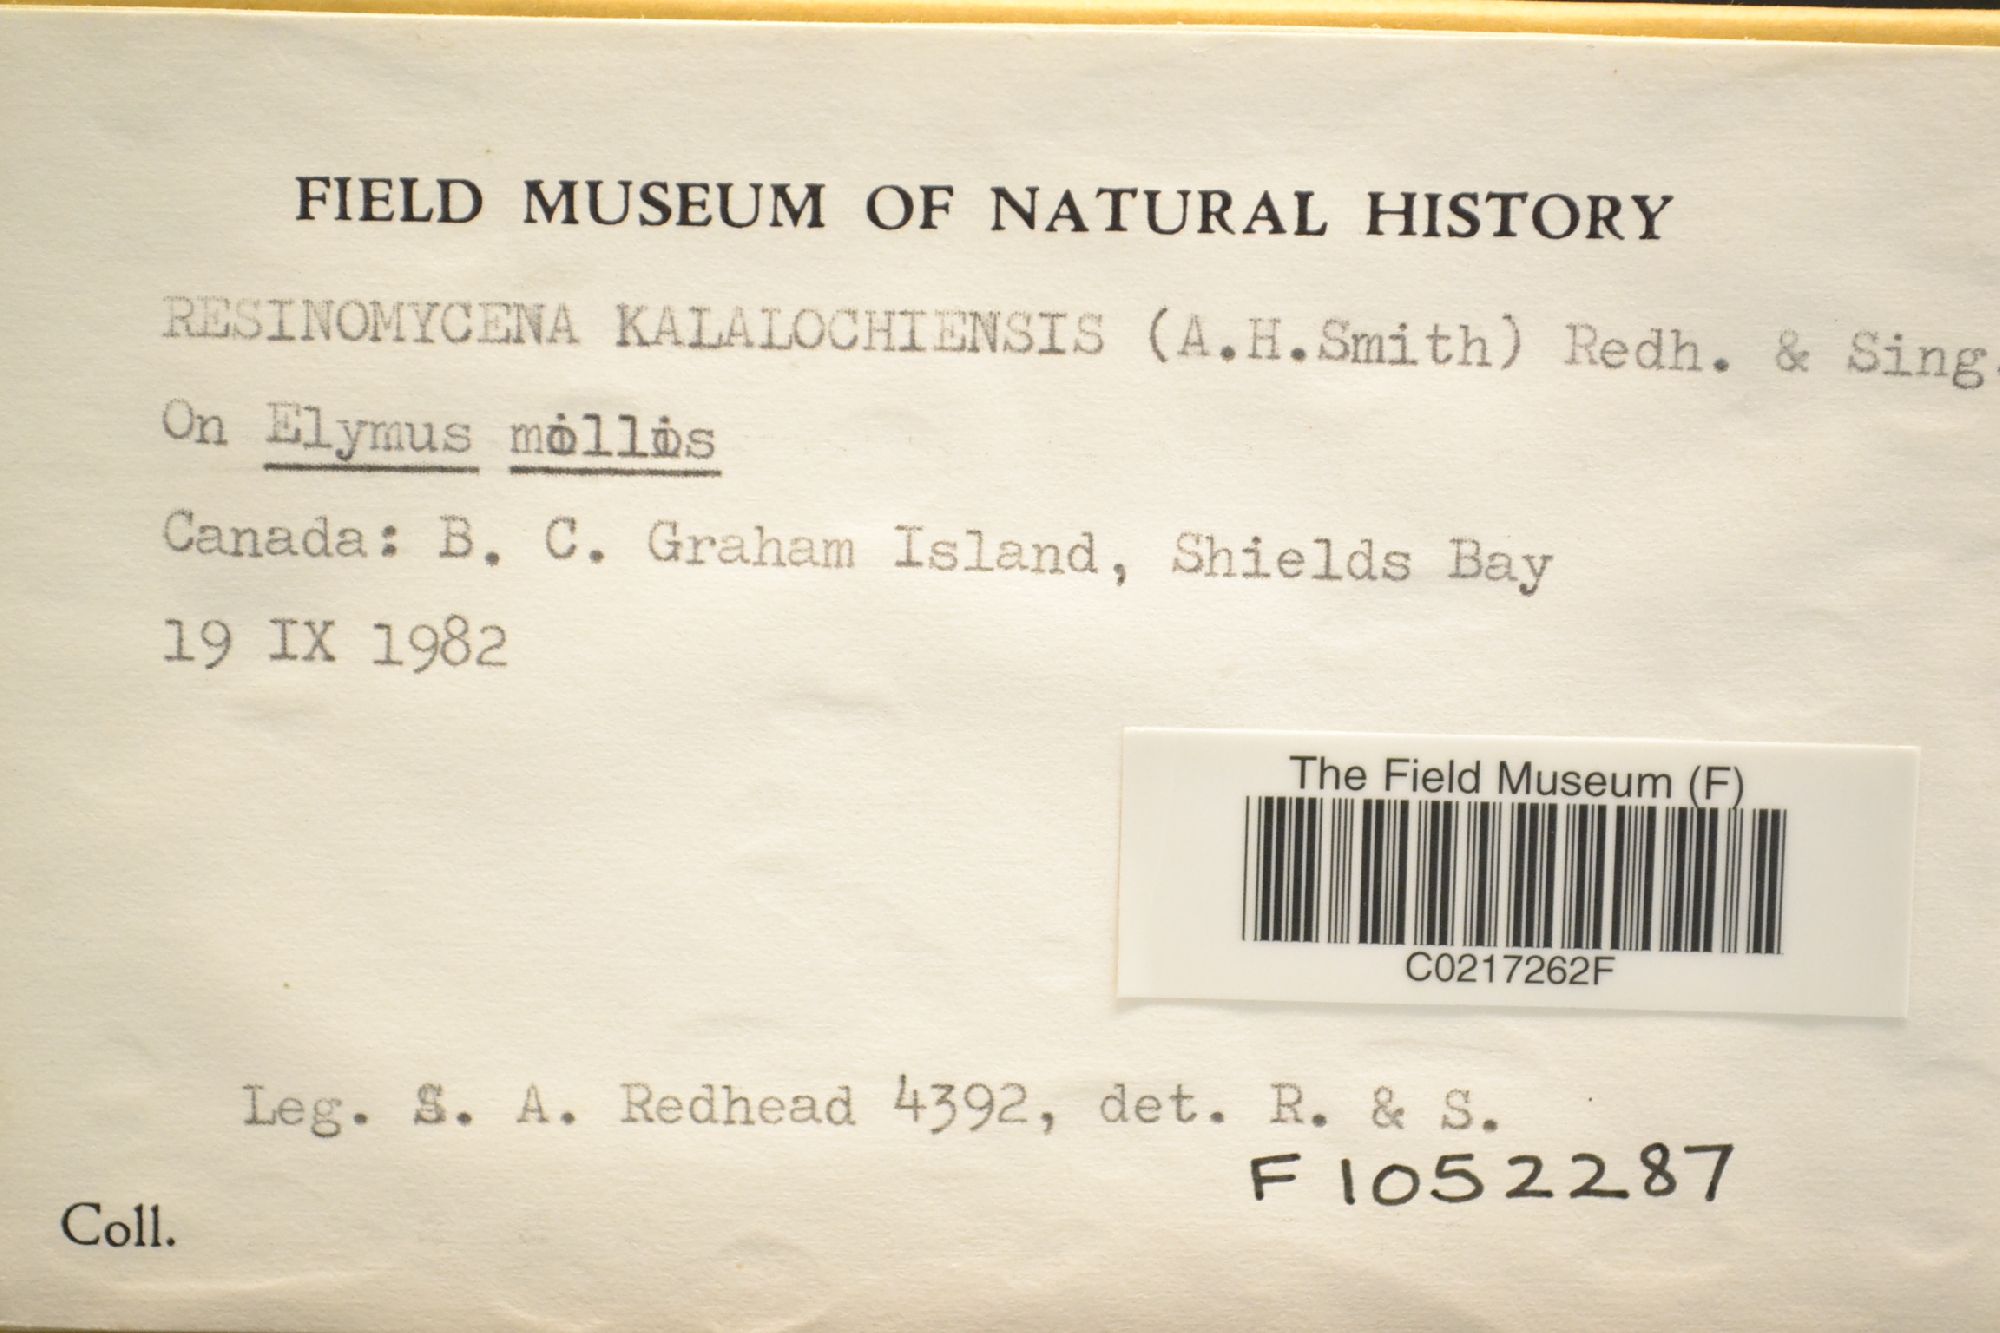 FIELD MUSEUM OF NATURAL HISTORY
RESINOMYCENA KALALOCHIENSIS (A.H.Smith) Redh. & Sing.
On Elymus mollis
Canada: B. C. Graham Island, Shields Bay
19 IX 1982
The Field Museum (F)
C0217262F
Leg. S. A. Redhead 4392, det. R. & S.
F 1052287
Coll.